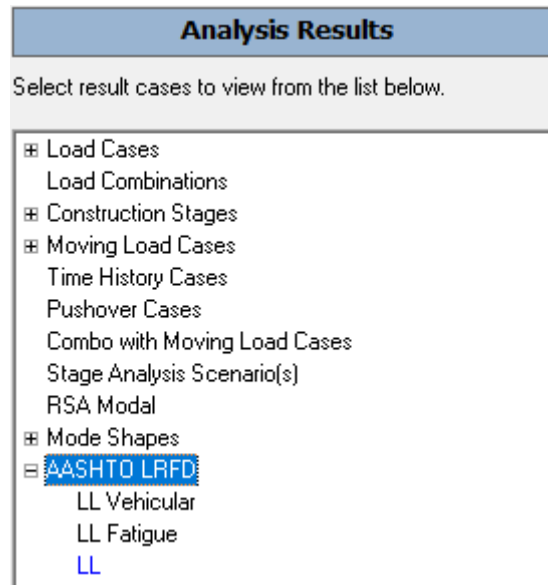 Analysis Results
Select result cases to view from the list below.
Load Cases
Load Combinations
Construction Stages
Moving Load Cases
Time History Cases
Pushover Cases
Combo with Moving Load Cases
Stage Analysis Scenario(s)
RSA Modal
Mode Shapes
AASHTO LRFD
LL Vehicular
LL Fatigue
LL